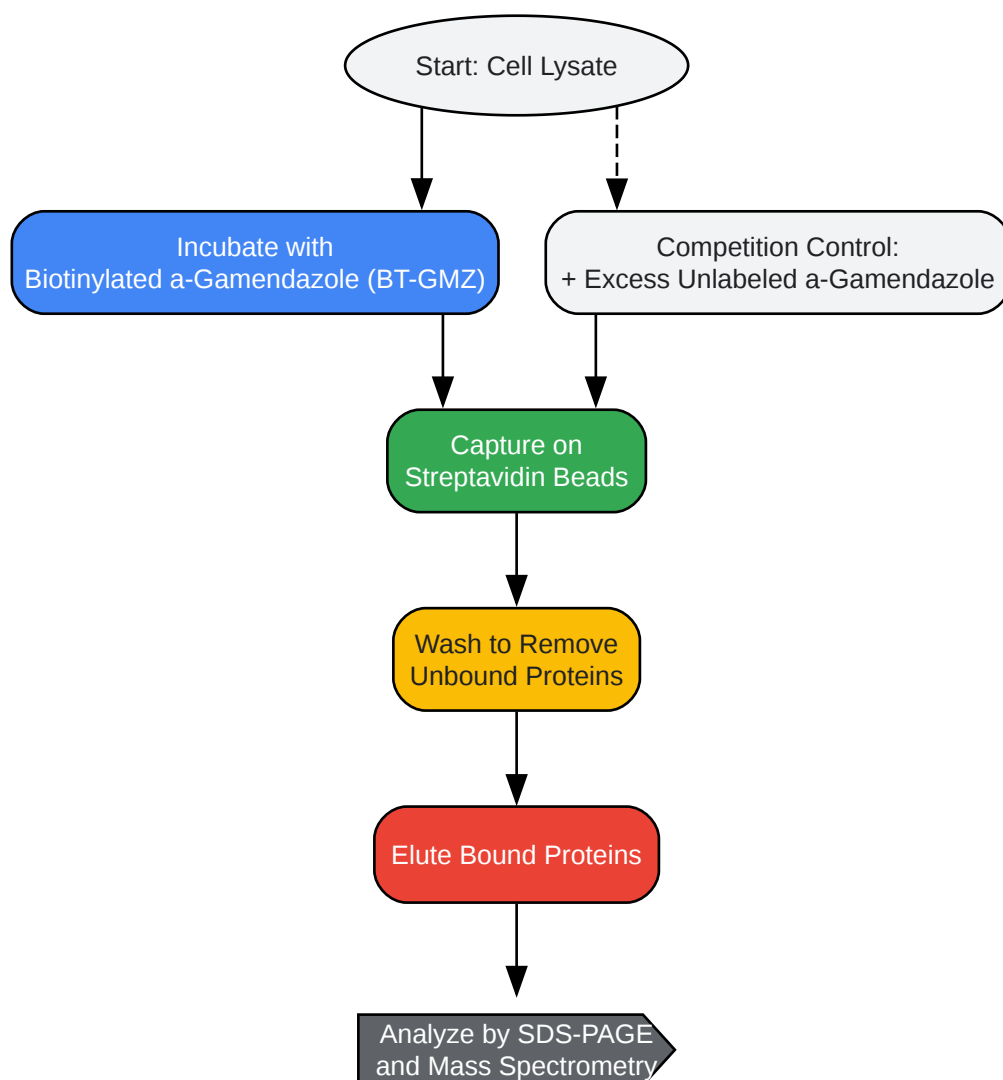 Start: Cell Lysate
Incubate with
Biotinylated a-Gamendazole (BT-GMZ)
Competition Control:
+ Excess Unlabeled a-Gamendazole
Capture on
Streptavidin Beads
Wash to Remove
Unbound Proteins
Elute Bound Proteins
Analyze by SDS-PAGE
and Mass Spectrometry